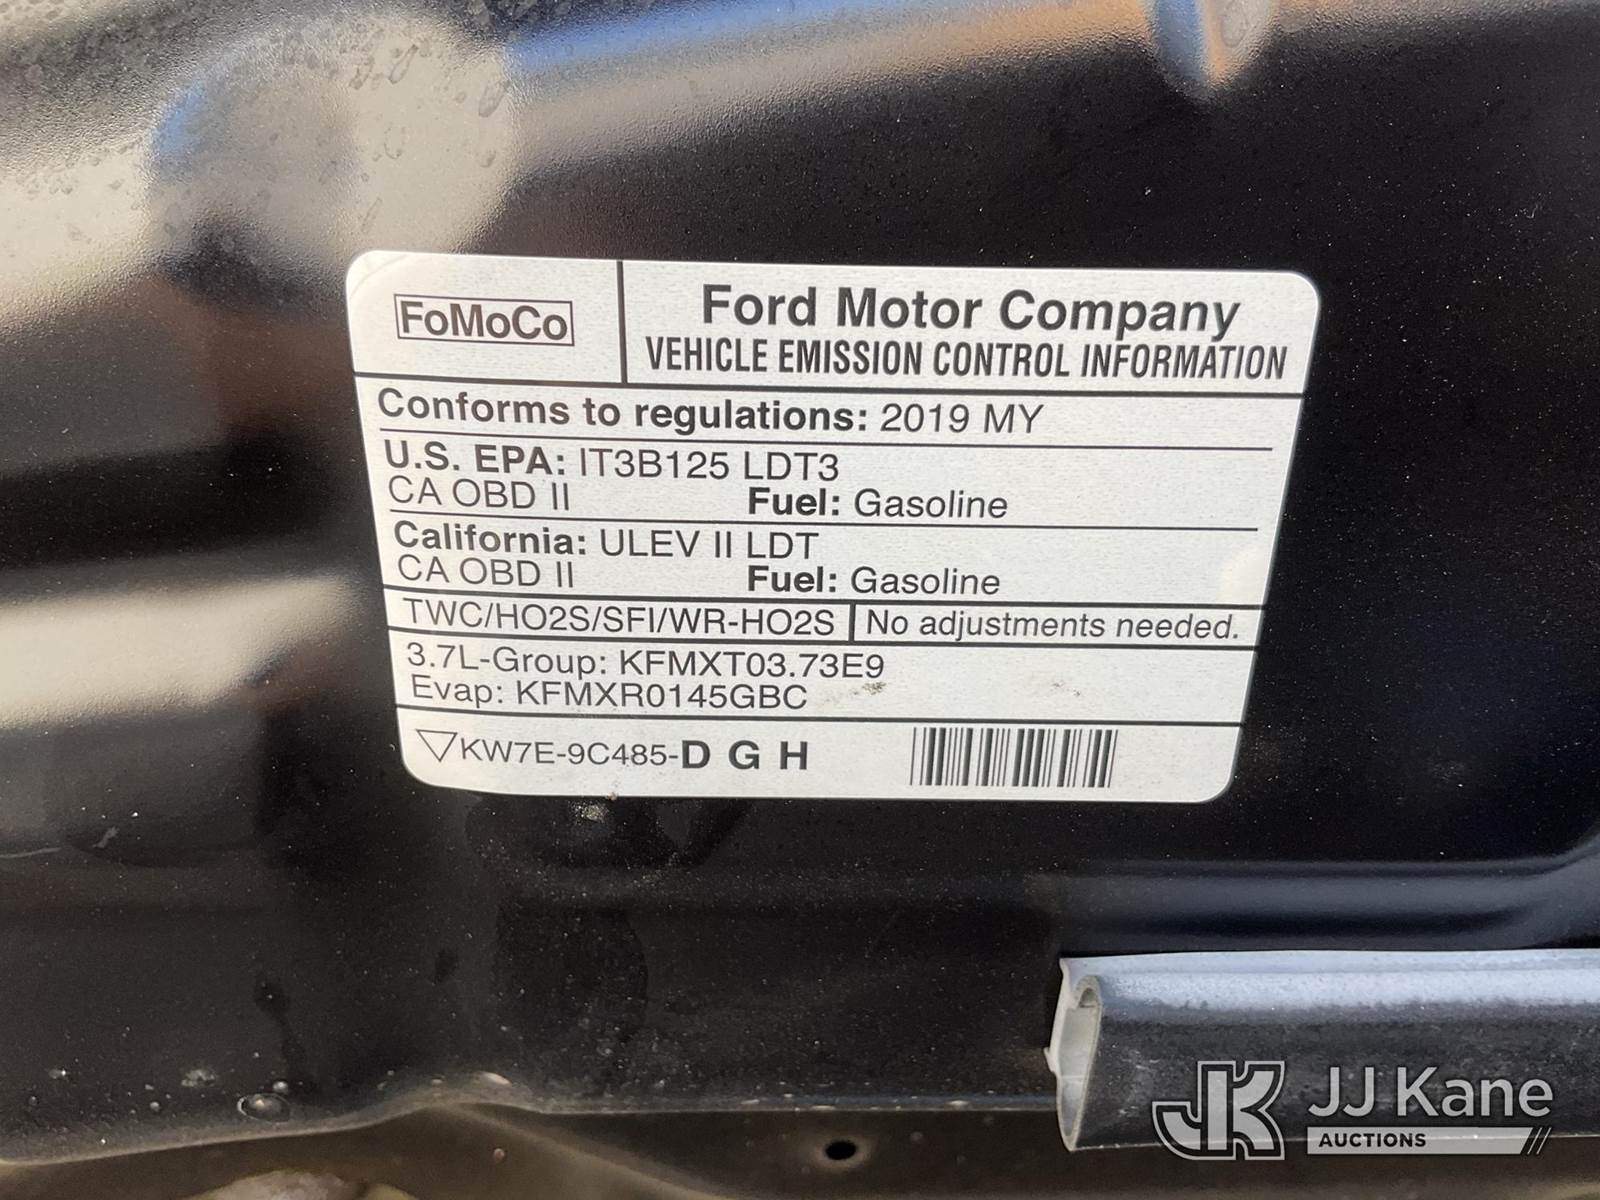 FoMoCo
Ford Motor Company
VEHICLE EMISSION CONTROL INFORMATION
Conforms to regulations: 2019 MY
U.S. EPA: IT3B125 LDT3
CA OBD II Fuel: Gasoline
California: ULEV II LDT
CA OBD II Fuel: Gasoline
TWC/HO2S/SFI/WR-HO2S No adjustments needed.
3.7L-Group: KFMXT03.73E9
Evap: KFMXR0145GBC
KW7E-9C485-D G H
JK JJ Kane
AUCTIONS